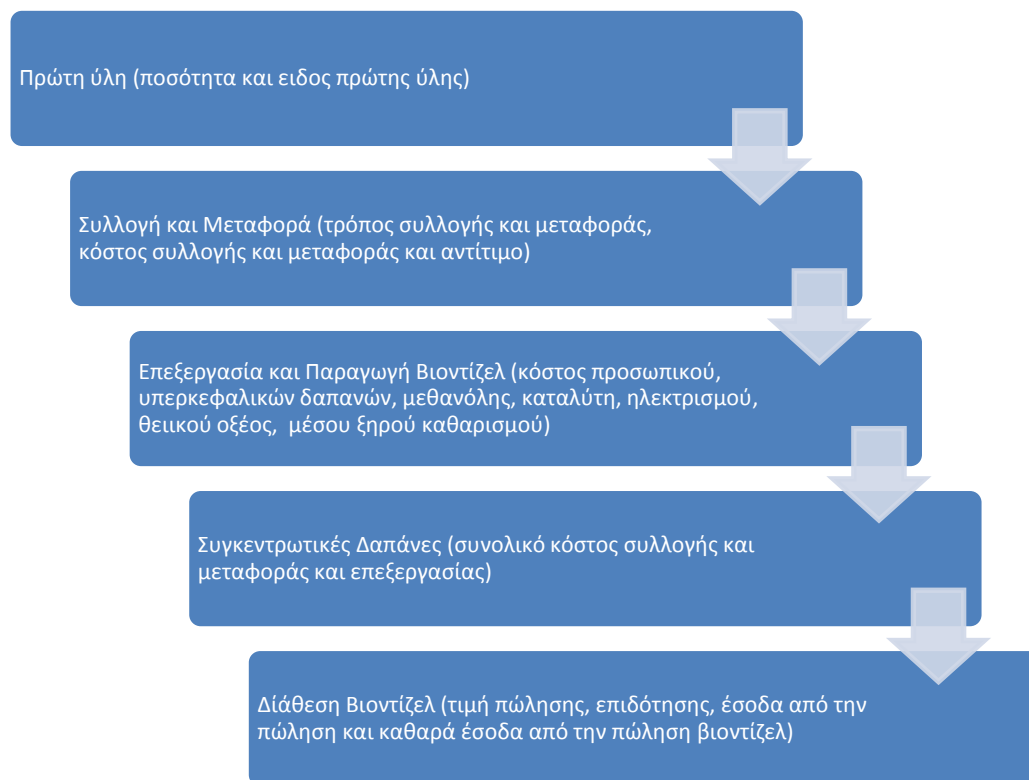 Πρώτη ύλη (ποσότητα και ειδος πρώτης ύλης)
Συλλογή και Μεταφορά (τρόπος συλλογής και μεταφοράς,
κόστος συλλογής και μεταφοράς και αντίτιμο)
Επεξεργασία και Παραγωγή Βιοντίζελ (κόστος προσωπικού,
υπερκεφαλικών δαπανών, μεθανόλης, καταλύτη, ηλεκτρισμού,
θειικού οξέος, μέσου ξηρού καθαρισμού)
Συγκεντρωτικές Δαπάνες (συνολικό κόστος συλλογής και
μεταφοράς και επεξεργασίας)
Δίάθεση Βιοντίζελ (τιμή πώλησης, επιδότησης, έσοδα από την
πώληση και καθαρά έσοδα από την πώληση βιοντίζελ)